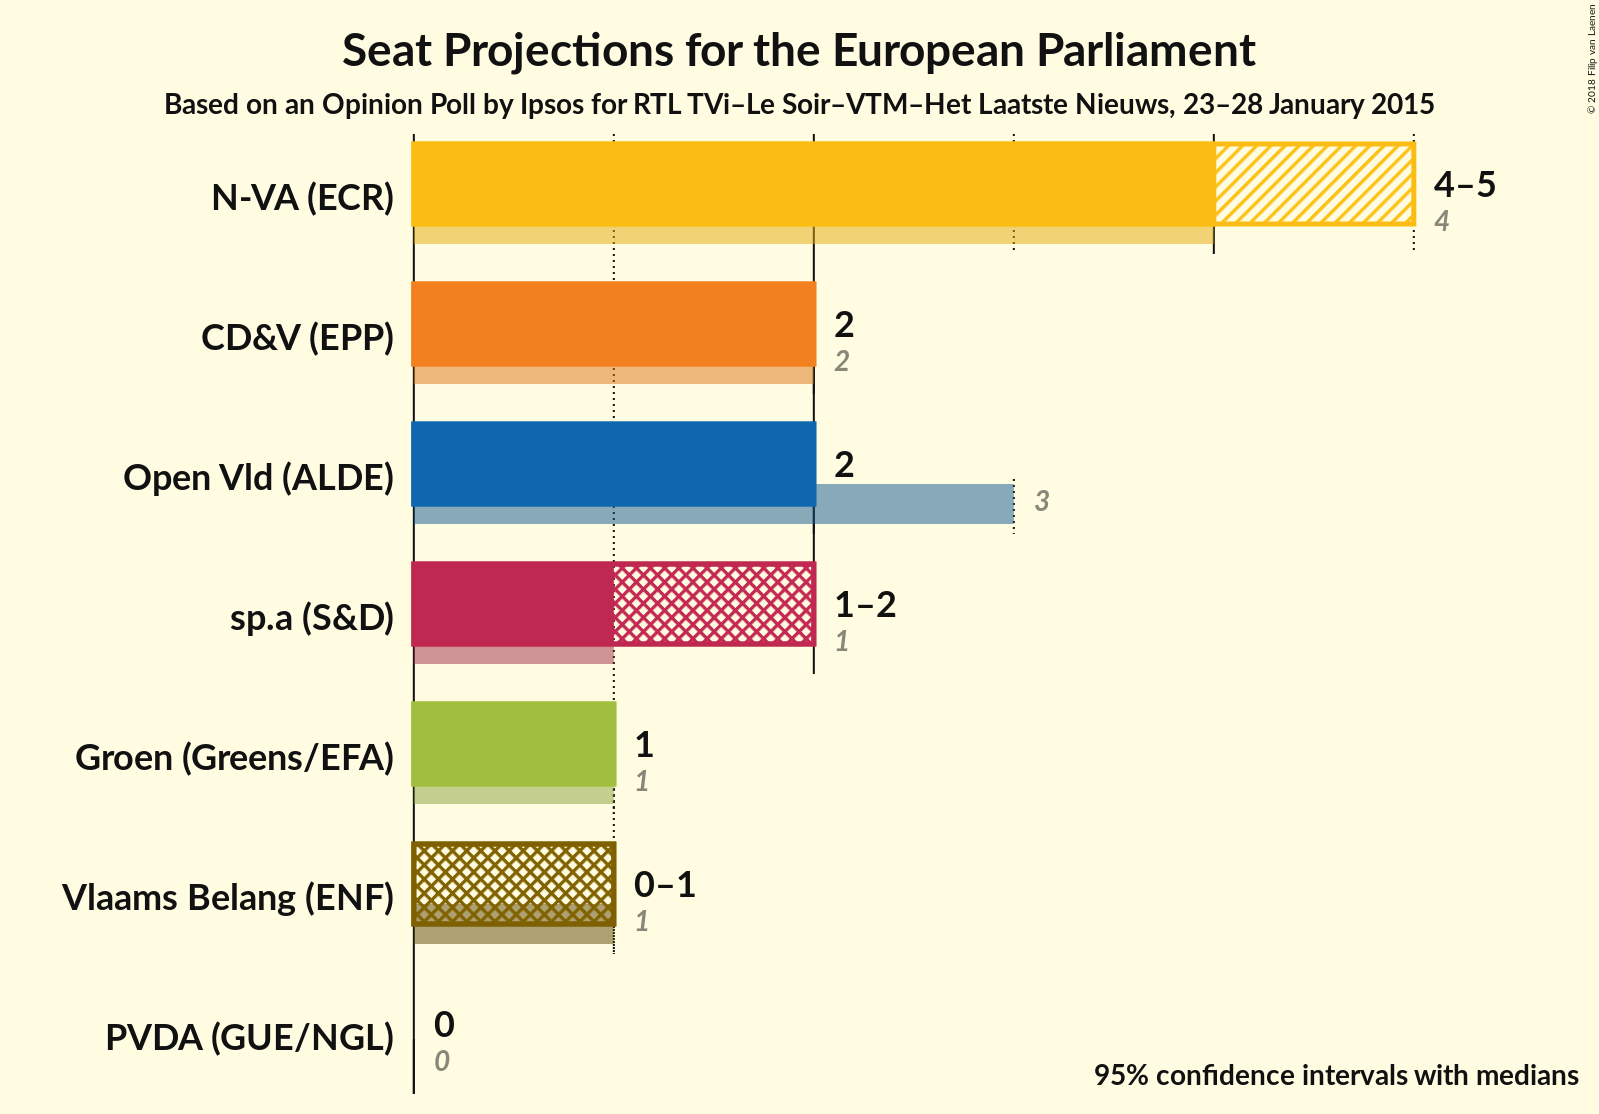 Seat Projections for the European Parliament
Based on an Opinion Poll by Ipsos for RTL TVi–Le Soir–VTM–Het Laatste Nieuws, 23–28 January 2015
© 2018 Filip van Laenen
N-VA (ECR)
4–5
4
CD&V (EPP)
2
2
Open Vld (ALDE)
2
3
sp.a (S&D)
1–2
1
Groen (Greens/EFA)
1
1
Vlaams Belang (ENF)
0–1
1
PVDA (GUE/NGL)
0
0
95% confidence intervals with medians